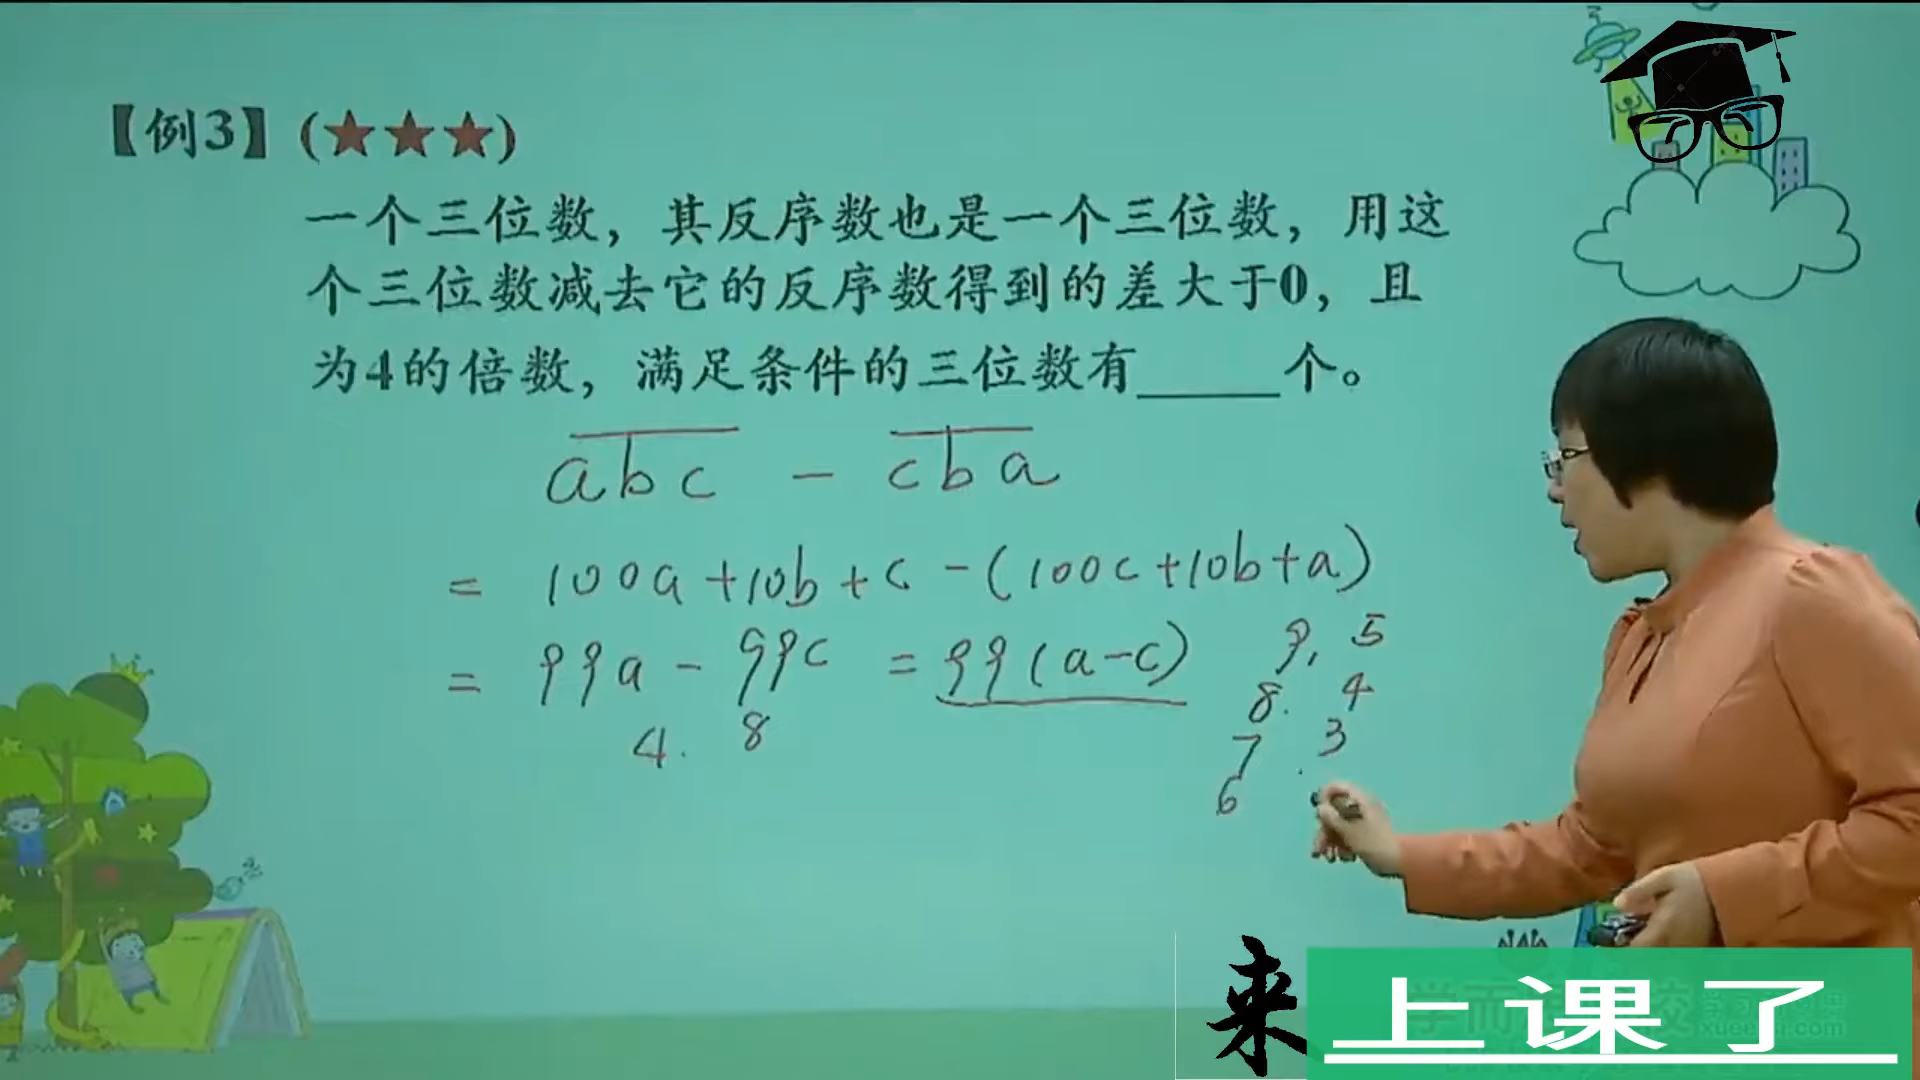 【例3】(★★★)
一个三位数，其反序数也是一个三位数，用这
个三位数减去它的反序数得到的差大于0，且
为4的倍数，满足条件的三位数有_____个。
abc - cba
= 100a+10b+c-(100c+10b+a)
= 99a - 99c = 99(a-c)
9, 5
8. 4
7 . 3
6
4. 8
来
上课了